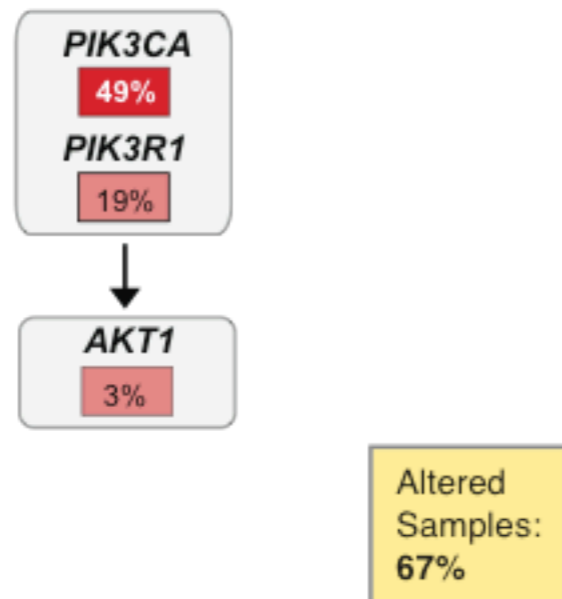 PIK3CA
49%
PIK3R1
19%
AKT1
3%
Altered
Samples:
67%